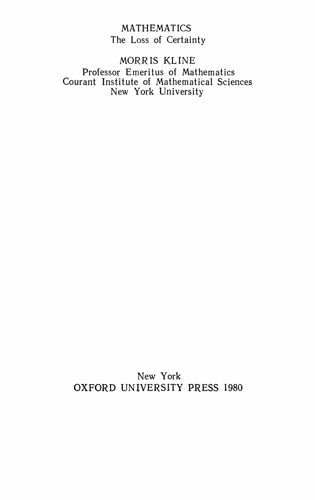 MATHEMATICS
The Loss of Certainty
MORRIS KLINE
Professor Emeritus of Mathematics
Courant Institute of Mathematical Sciences
New York University
New York
OXFORD UNIVERSITY PRESS 1980